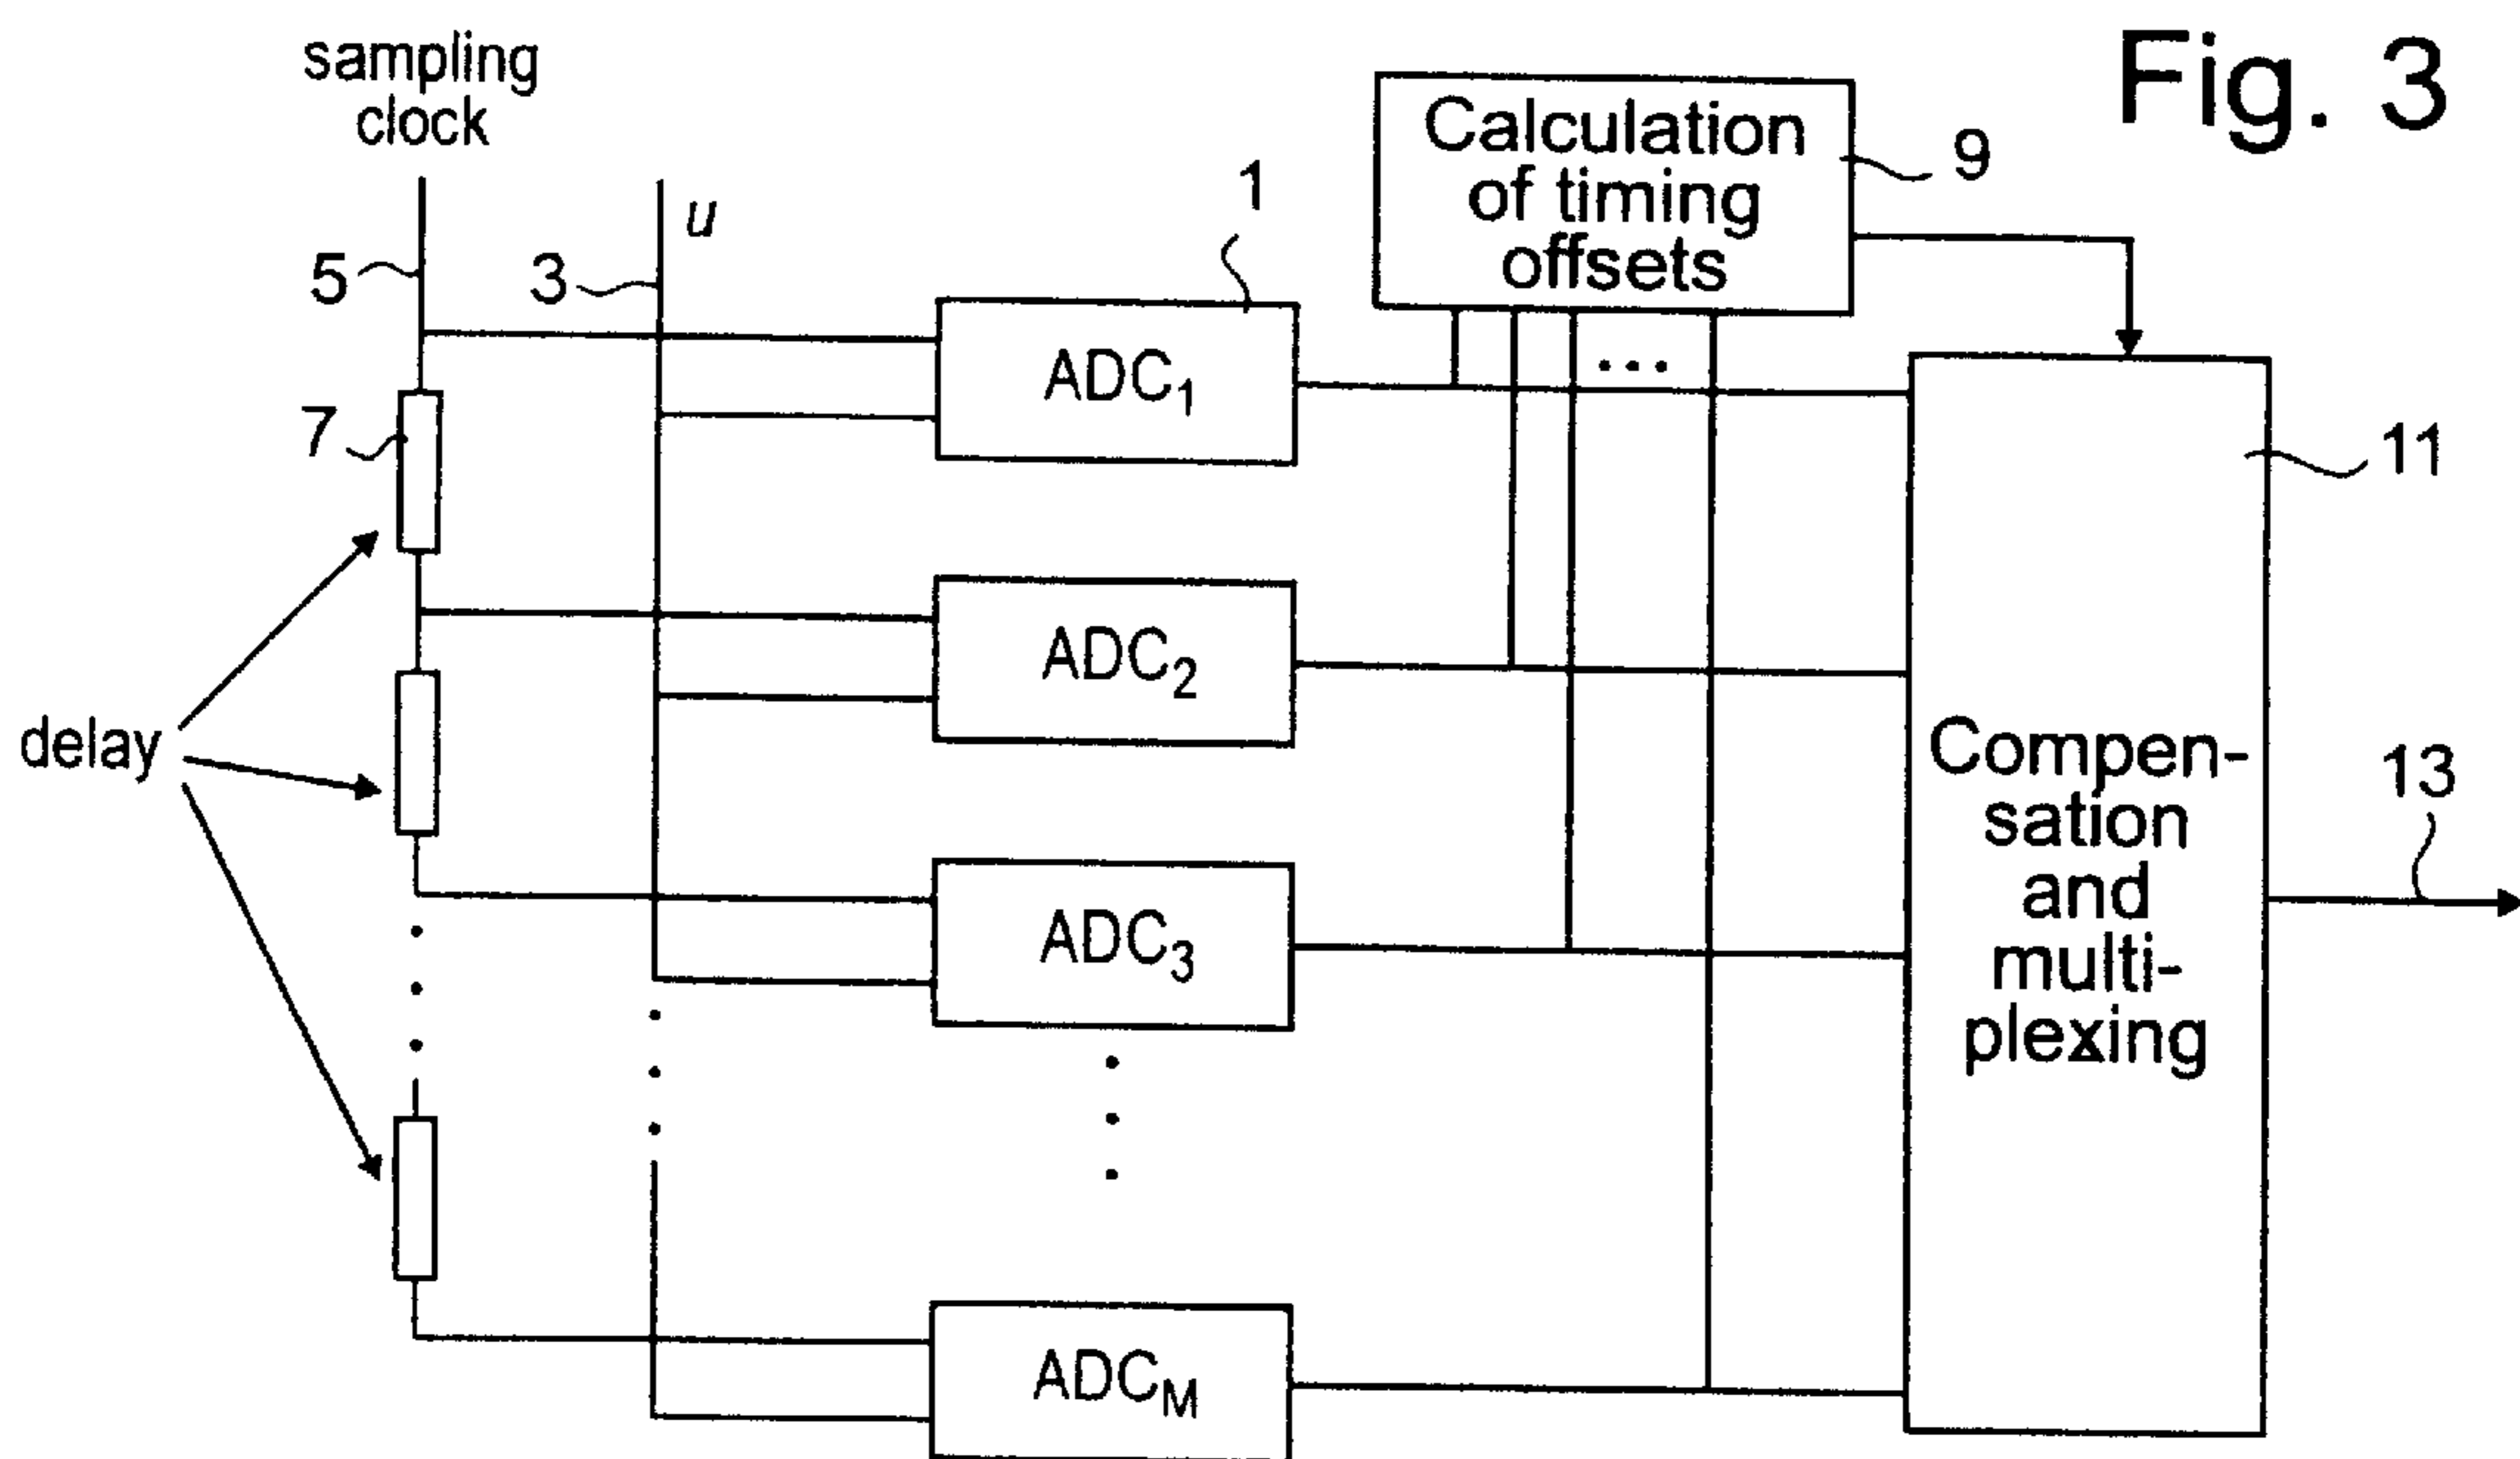 Fig. 3
sampling
clock
u
5
3
1
Calculation
of timing
offsets
9
7
ADC1
...
11
ADC2
delay
Compen-
sation
and
multi-
plexing
13
ADC3
ADCM